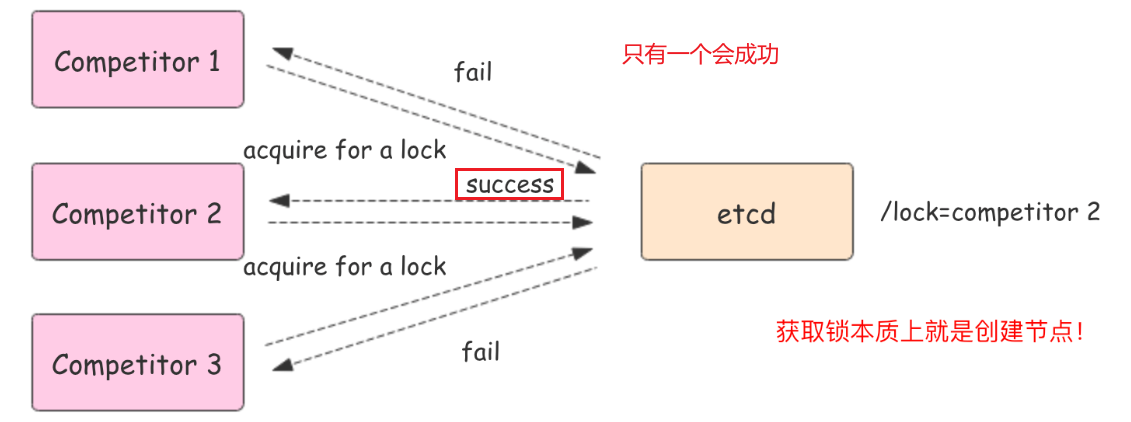 Competitor 1
fail
只有一个会成功
acquire for a lock
success
Competitor 2
etcd
/lock=competitor 2
acquire for a lock
获取锁本质上就是创建节点！
Competitor 3
fail